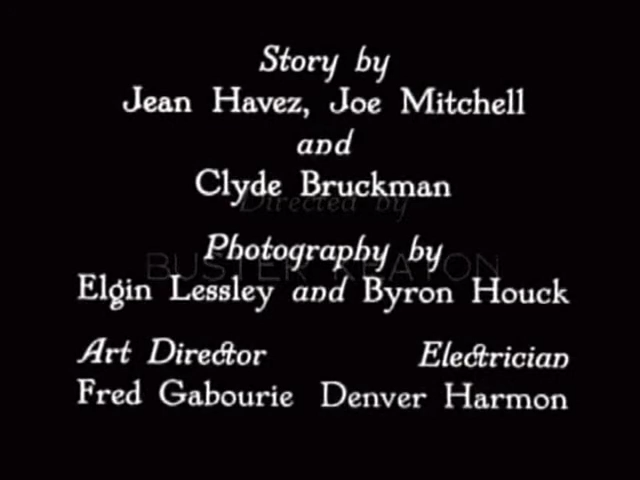 Story by
Jean Havez, Joe Mitchell
and
Clyde Bruckman
Directed by
Photography by
BUSTER KEATON
Elgin Lessley and Byron Houck
Art Director Electrician
Fred Gabourie Denver Harmon